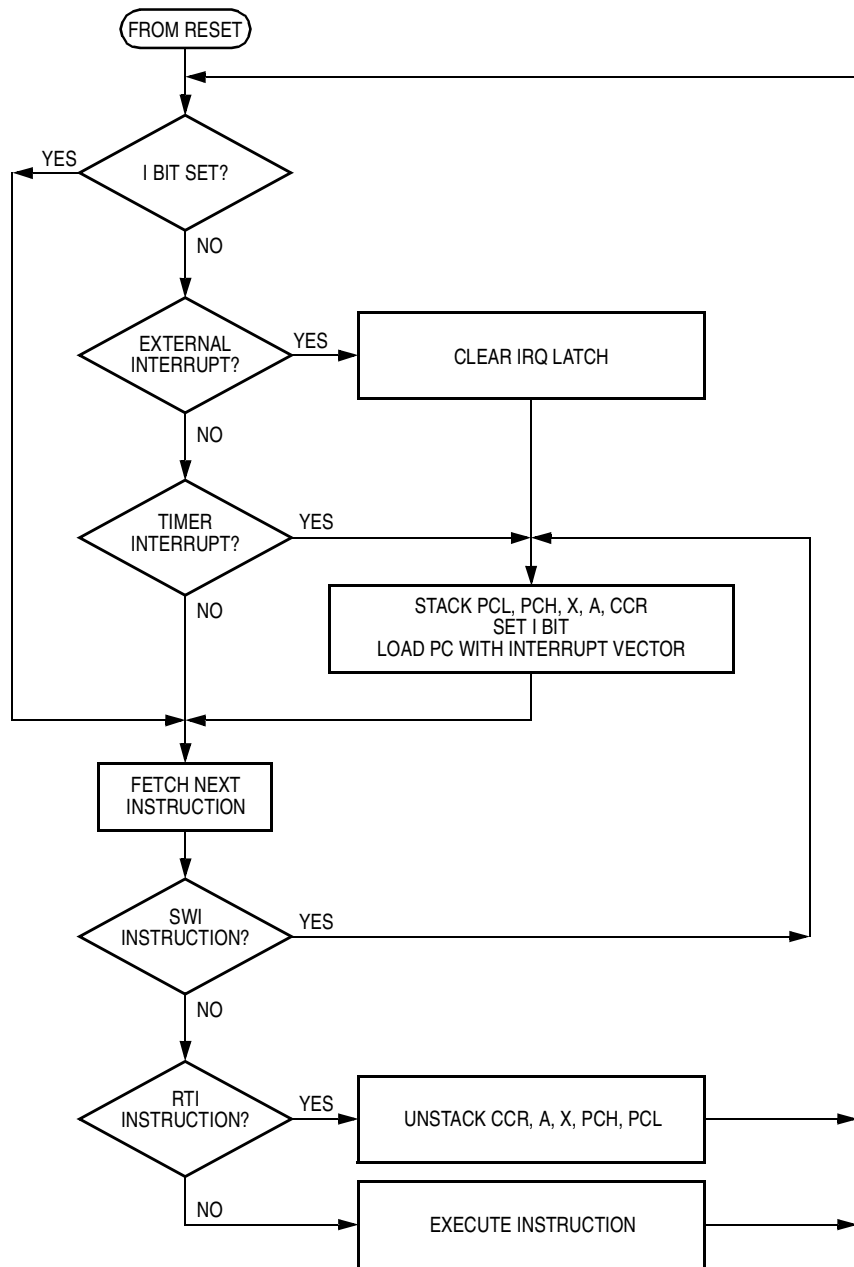 FROM RESET
I BIT SET?
YES
NO
EXTERNAL
INTERRUPT?
YES
CLEAR IRQ LATCH
NO
TIMER
INTERRUPT?
YES
NO
STACK PCL, PCH, X, A, CCR
SET I BIT
LOAD PC WITH INTERRUPT VECTOR
FETCH NEXT
INSTRUCTION
SWI
INSTRUCTION?
YES
NO
RTI
INSTRUCTION?
YES
UNSTACK CCR, A, X, PCH, PCL
NO
EXECUTE INSTRUCTION